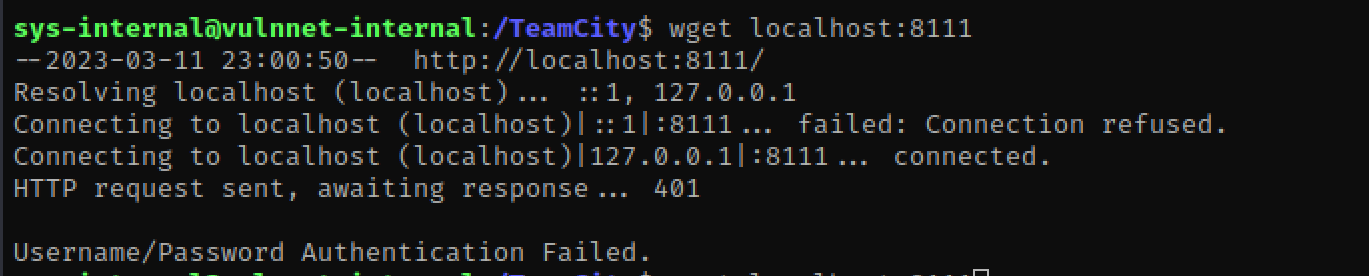 sys-internal@vulnnet-internal:/TeamCity$ wget localhost:8111
--2023-03-11 23:00:50--  http://localhost:8111/
Resolving localhost (localhost)... ::1, 127.0.0.1
Connecting to localhost (localhost)|::1|:8111... failed: Connection refused.
Connecting to localhost (localhost)|127.0.0.1|:8111... connected.
HTTP request sent, awaiting response... 401
Username/Password Authentication Failed.